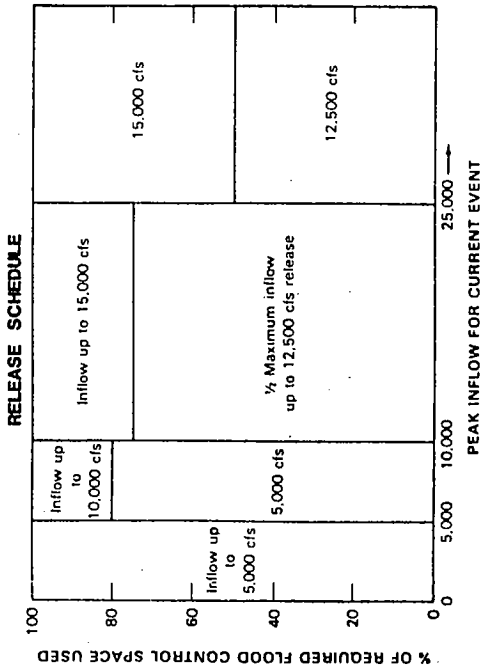 RELEASE SCHEDULE
% OF REQUIRED FLOOD CONTROL SPACE USED
100
80
60
40
20
0
Inflow up
to
5,000 cfs
Inflow up
to
10,000 cfs
5,000 cfs
Inflow up to 15,000 cfs
½ Maximum inflow
up to 12,500 cfs release
15,000 cfs
12,500 cfs
0
5,000
10,000
25,000 →
PEAK INFLOW FOR CURRENT EVENT